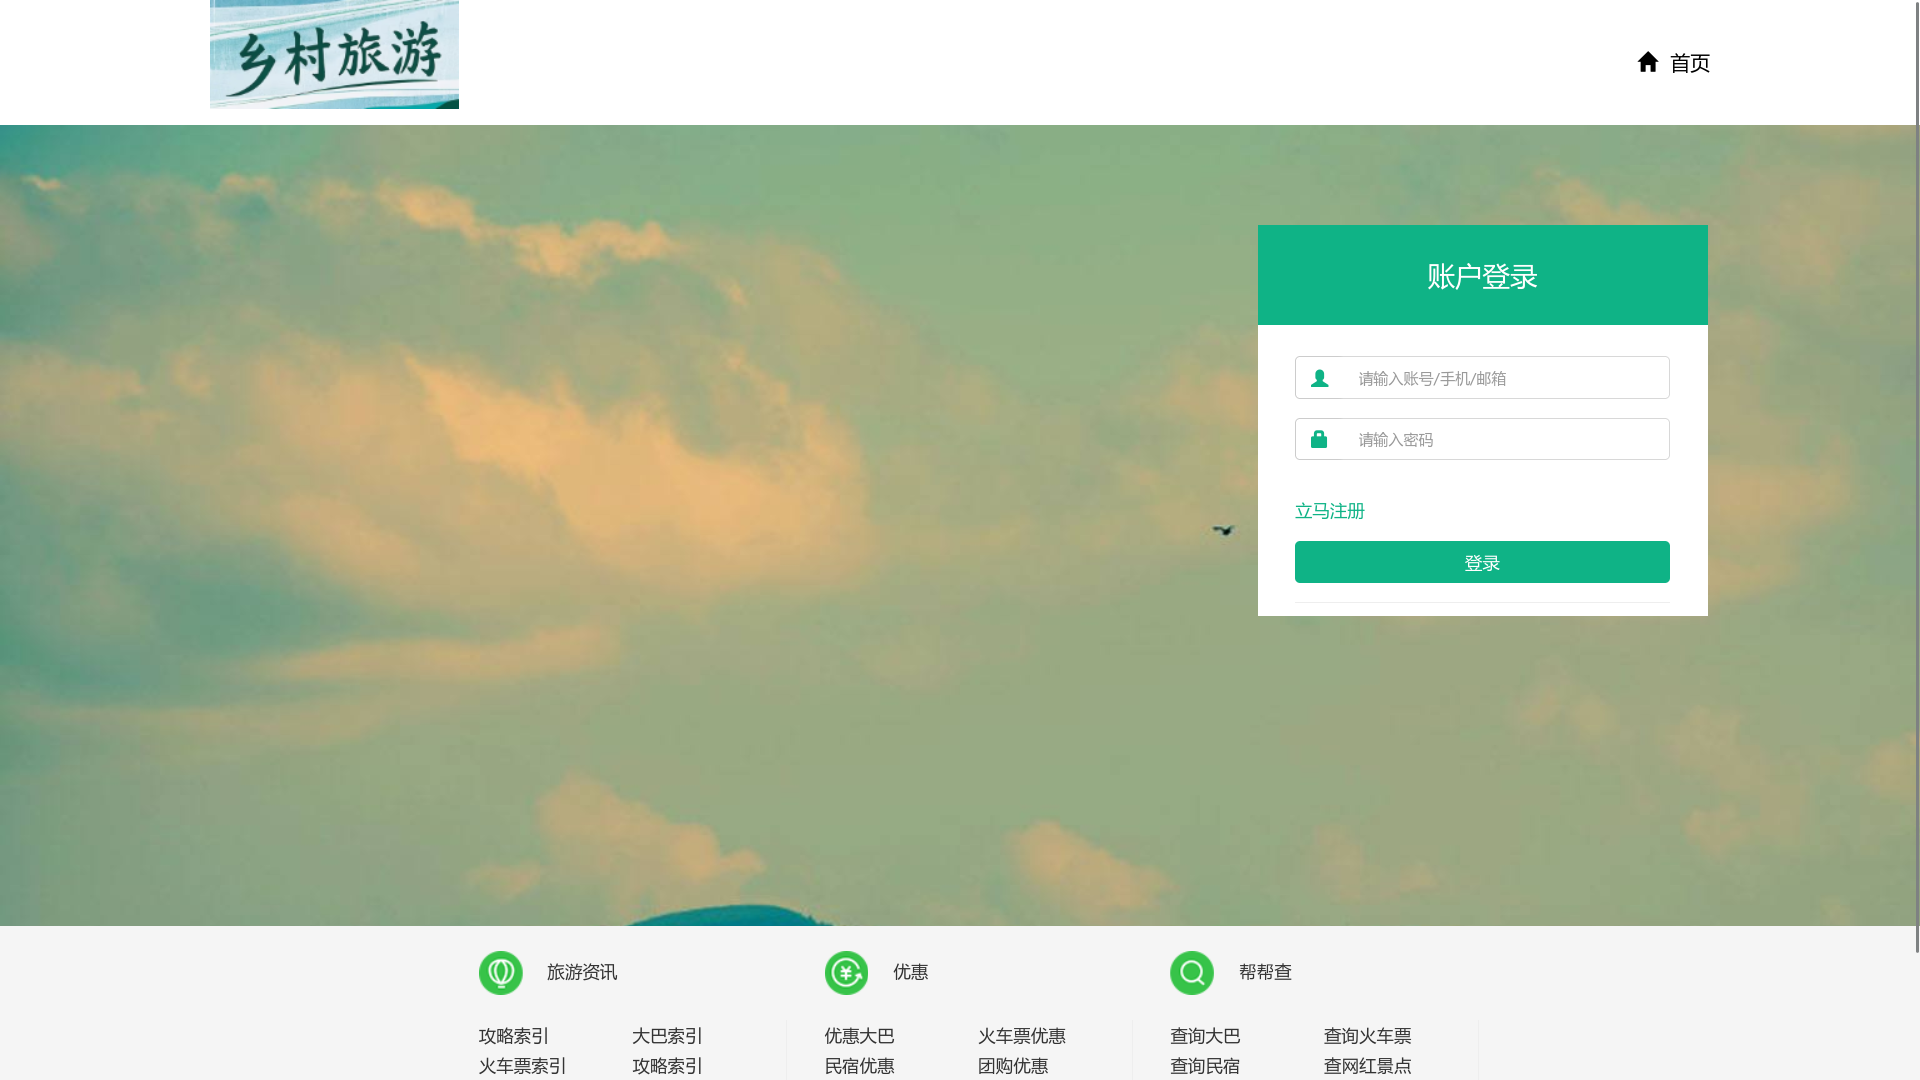 乡村旅游
首页
账户登录
请输入账号/手机/邮箱
请输入密码
立马注册
登录
旅游资讯
优惠
帮帮查
攻略索引
大巴索引
优惠大巴
火车票优惠
查询大巴
查询火车票
火车票索引
攻略索引
民宿优惠
团购优惠
查询民宿
查网红景点